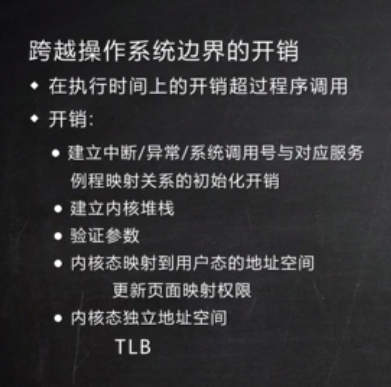 跨越操作系统边界的开销
◆ 在执行时间上的开销超过程序调用
◆ 开销:
● 建立中断/异常/系统调用号与对应服务
例程映射关系的初始化开销
● 建立内核堆栈
● 验证参数
● 内核态映射到用户态的地址空间
更新页面映射权限
● 内核态独立地址空间
TLB